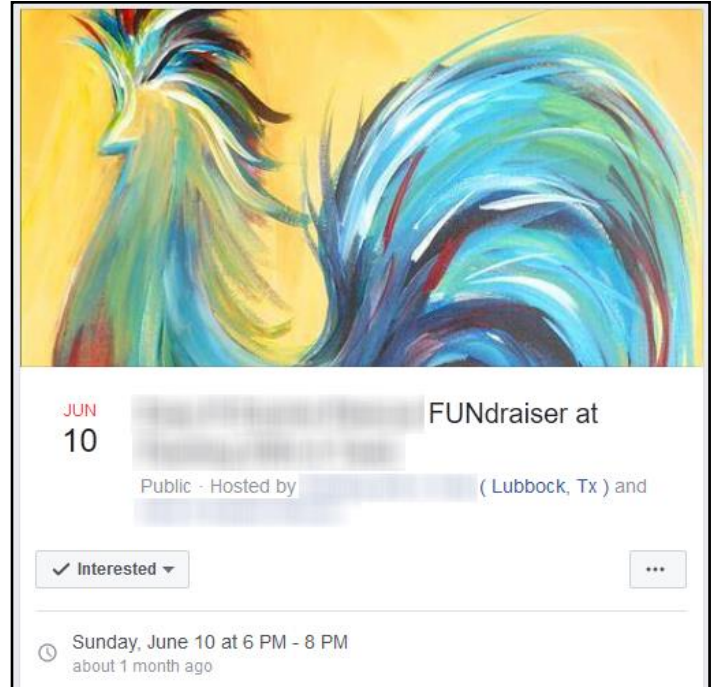 JUN
10
FUNdraiser at
Public · Hosted by ( Lubbock, Tx ) and
Interested
...
Sunday, June 10 at 6 PM - 8 PM
about 1 month ago